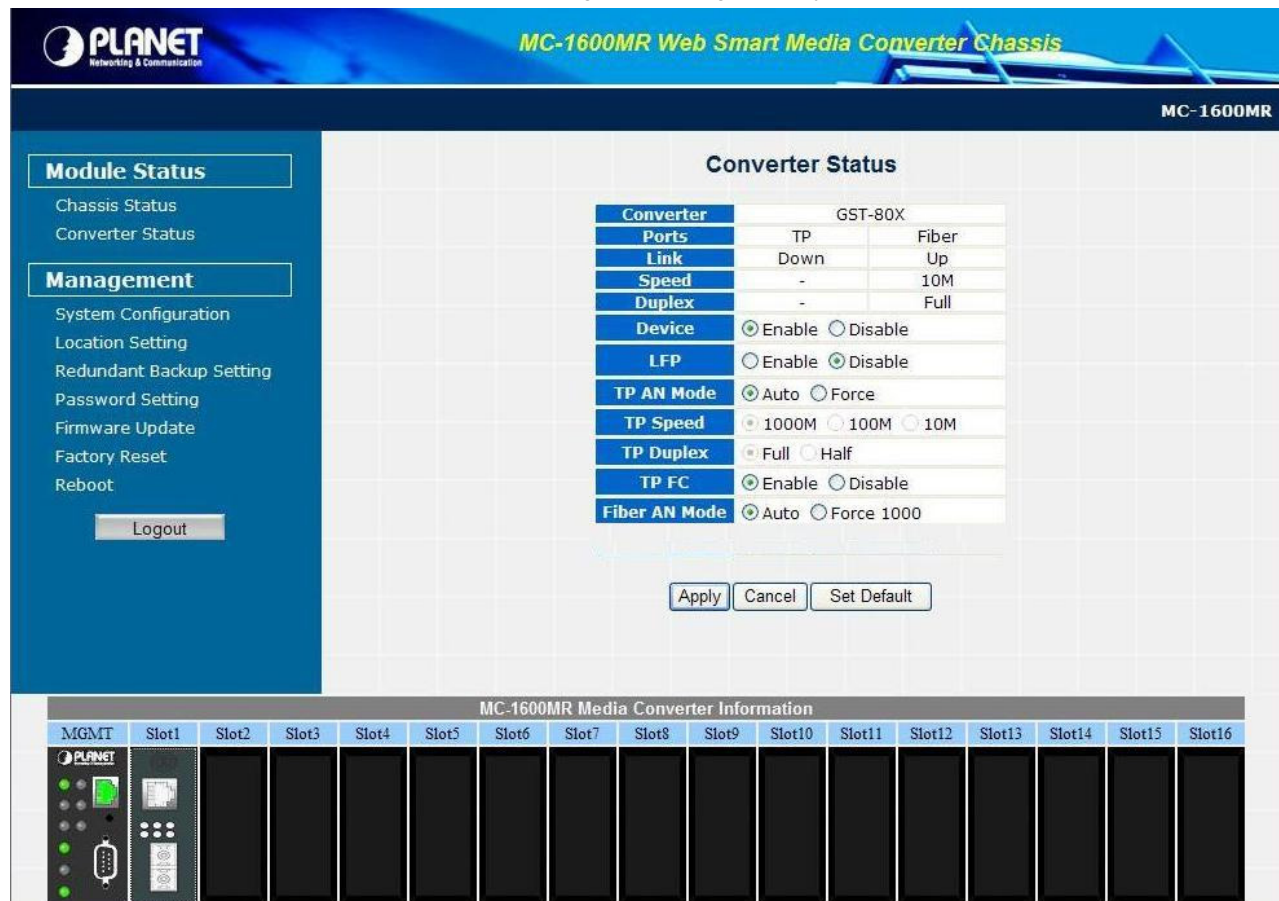 PLANET
Networking & Communication
MC-1600MR Web Smart Media Converter Chassis
MC-1600MR
Module Status
Chassis Status
Converter Status
Management
System Configuration
Location Setting
Redundant Backup Setting
Password Setting
Firmware Update
Factory Reset
Reboot
Logout
Converter Status
Converter GST-80X
Ports TP Fiber
Link Down Up
Speed - 10M
Duplex - Full
Device Enable Disable
LFP Enable Disable
TP AN Mode Auto Force
TP Speed 1000M 100M 10M
TP Duplex Full Half
TP FC Enable Disable
Fiber AN Mode Auto Force 1000
Apply Cancel Set Default
MC-1600MR Media Converter Information
MGMT Slot1 Slot2 Slot3 Slot4 Slot5 Slot6 Slot7 Slot8 Slot9 Slot10 Slot11 Slot12 Slot13 Slot14 Slot15 Slot16
PLANET